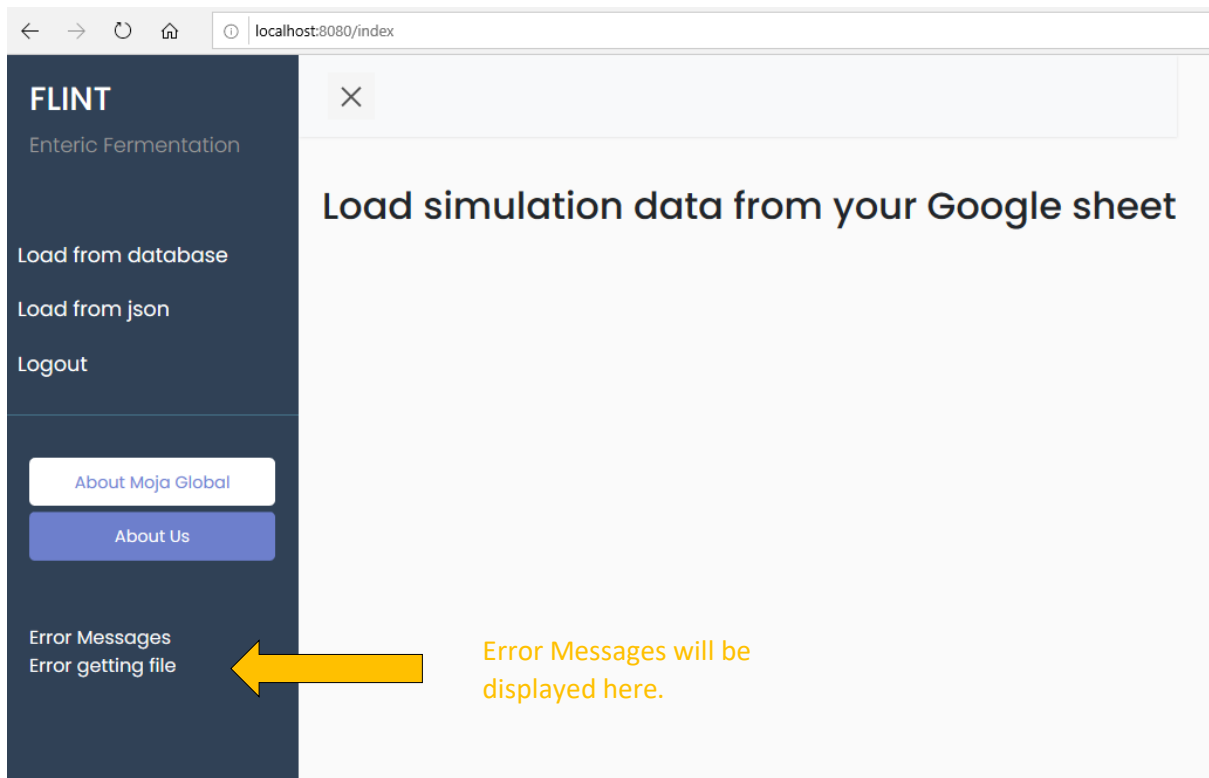 localhost:8080/index
FLINT
Enteric Fermentation
Load from database
Load from json
Logout
About Moja Global
About Us
Error Messages
Error getting file
Load simulation data from your Google sheet
Error Messages will be
displayed here.